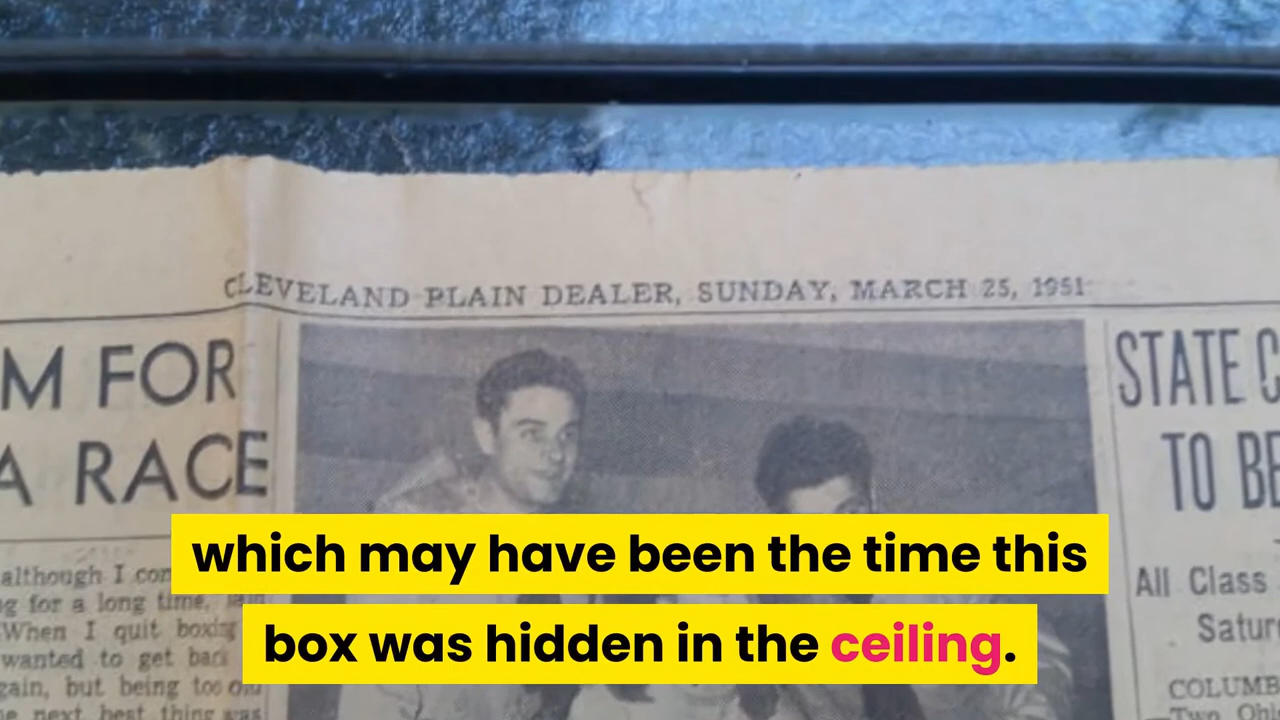 CLEVELAND PLAIN DEALER, SUNDAY, MARCH 25, 1951
M FOR
A RACE
although I con
g for a long time,
When I quit boxing
wanted to get back
gain, but being too old
e next best thing was
STATE C
TO BE
All Class
Satur
COLUMB
Two Ohio
which may have been the time this
box was hidden in the ceiling.